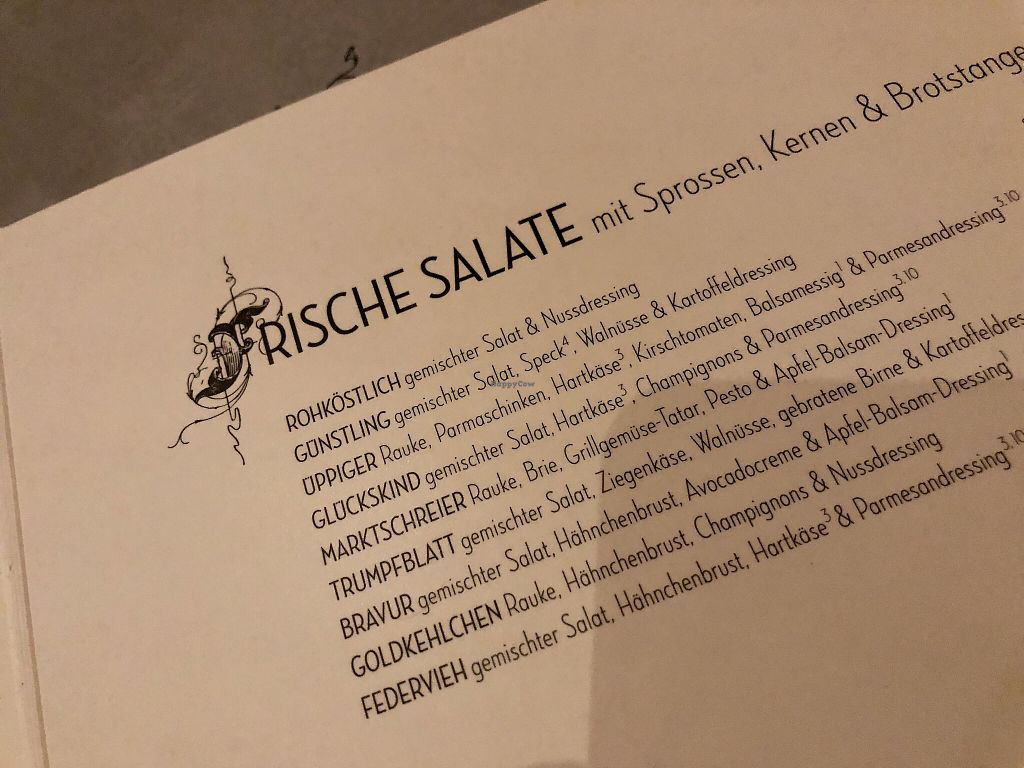 FRISCHE SALATE mit Sprossen, Kernen & Brotstange
ROHKÖSTLICH gemischter Salat & Nussdressing
GÜNSTLING gemischter Salat, Speck⁴, Walnüsse & Kartoffeldressing
ÜPPIGER Rauke, Parmaschinken, Hartkäse³, Kirschtomaten, Balsamessig¹ & Parmesandressing³·¹⁰
GLÜCKSKIND gemischter Salat, Hartkäse³, Champignons & Parmesandressing³·¹⁰
MARKTSCHREIER Rauke, Brie, Grillgemüse-Tatar, Pesto & Apfel-Balsam-Dressing¹
TRUMPFBLATT gemischter Salat, Ziegenkäse, Walnüsse, gebratene Birne & Kartoffeldres
BRAVUR gemischter Salat, Hähnchenbrust, Avocadocreme & Apfel-Balsam-Dressing¹
GOLDKEHLCHEN Rauke, Hähnchenbrust, Champignons & Nussdressing
FEDERVIEH gemischter Salat, Hähnchenbrust, Hartkäse³ & Parmesandressing³·¹⁰
HappyCow